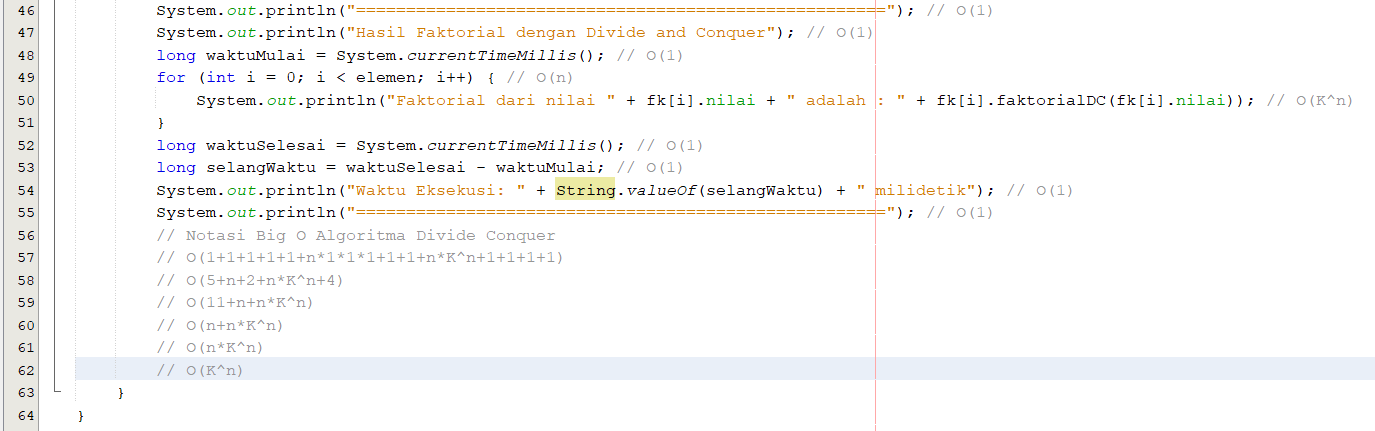 46 System.out.println("====================================================="); // O(1)
47 System.out.println("Hasil Faktorial dengan Divide and Conquer"); // O(1)
48 long waktuMulai = System.currentTimeMillis(); // O(1)
49 for (int i = 0; i < elemen; i++) { // O(n)
50 System.out.println("Faktorial dari nilai " + fk[i].nilai + " adalah : " + fk[i].faktorialDC(fk[i].nilai)); // O(K^n)
51 }
52 long waktuSelesai = System.currentTimeMillis(); // O(1)
53 long selangWaktu = waktuSelesai - waktuMulai; // O(1)
54 System.out.println("Waktu Eksekusi: " + String.valueOf(selangWaktu) + " milidetik"); // O(1)
55 System.out.println("====================================================="); // O(1)
56 // Notasi Big O Algoritma Divide Conquer
57 // O(1+1+1+1+1+n*1*1*1+1+1+n*K^n+1+1+1+1)
58 // O(5+n+2+n*K^n+4)
59 // O(11+n+n*K^n)
60 // O(n+n*K^n)
61 // O(n*K^n)
62 // O(K^n)
63 }
64 }